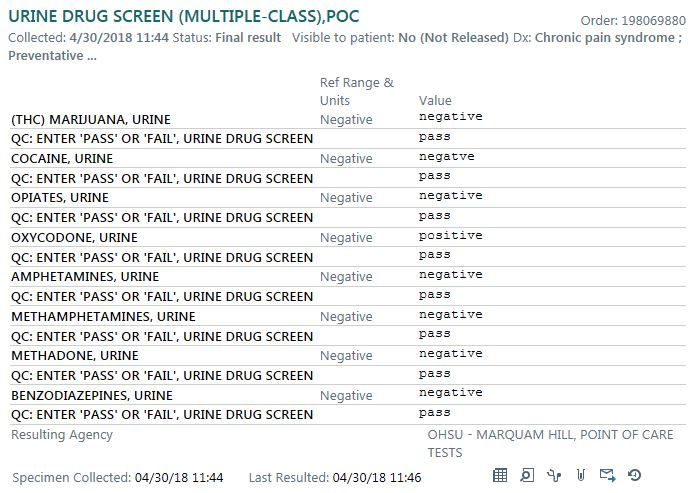 URINE DRUG SCREEN (MULTIPLE-CLASS),POC
Order: 198069880
Collected: 4/30/2018 11:44 Status: Final result Visible to patient: No (Not Released) Dx: Chronic pain syndrome ;
Preventative ...
Ref Range &
Units Value
(THC) MARIJUANA, URINE Negative negative
QC: ENTER 'PASS' OR 'FAIL', URINE DRUG SCREEN pass
COCAINE, URINE Negative negatve
QC: ENTER 'PASS' OR 'FAIL', URINE DRUG SCREEN pass
OPIATES, URINE Negative negative
QC: ENTER 'PASS' OR 'FAIL', URINE DRUG SCREEN pass
OXYCODONE, URINE Negative positive
QC: ENTER 'PASS' OR 'FAIL', URINE DRUG SCREEN pass
AMPHETAMINES, URINE Negative negative
QC: ENTER 'PASS' OR 'FAIL', URINE DRUG SCREEN pass
METHAMPHETAMINES, URINE Negative negative
QC: ENTER 'PASS' OR 'FAIL', URINE DRUG SCREEN pass
METHADONE, URINE Negative negative
QC: ENTER 'PASS' OR 'FAIL', URINE DRUG SCREEN pass
BENZODIAZEPINES, URINE Negative negative
QC: ENTER 'PASS' OR 'FAIL', URINE DRUG SCREEN pass
Resulting Agency OHSU - MARQUAM HILL, POINT OF CARE
TESTS
Specimen Collected: 04/30/18 11:44 Last Resulted: 04/30/18 11:46